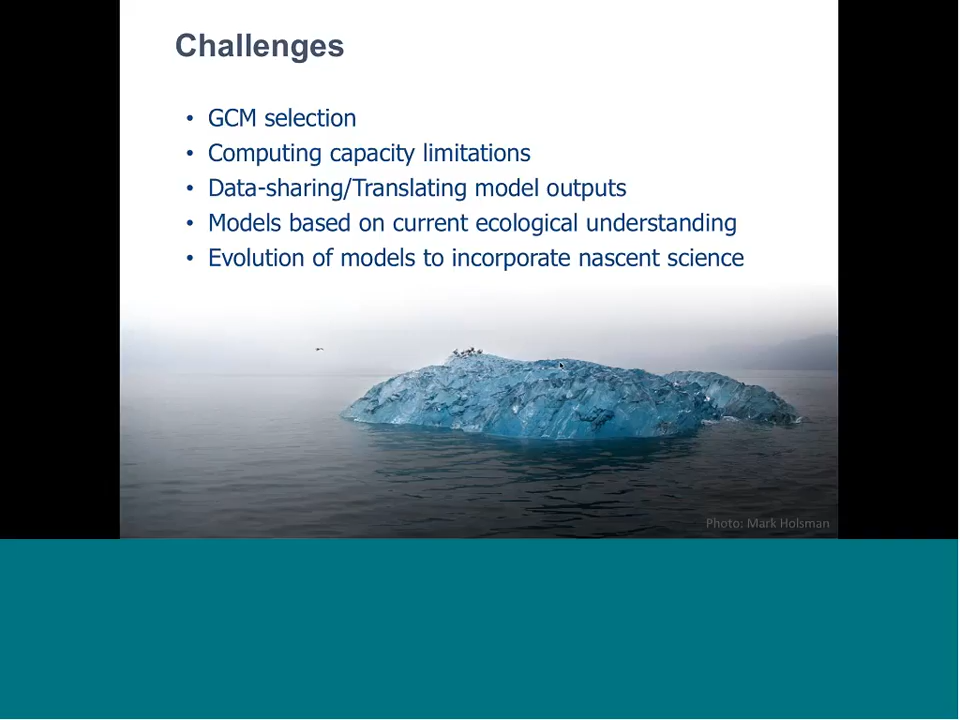 Challenges
• GCM selection
• Computing capacity limitations
• Data-sharing/Translating model outputs
• Models based on current ecological understanding
• Evolution of models to incorporate nascent science
Photo: Mark Holsman